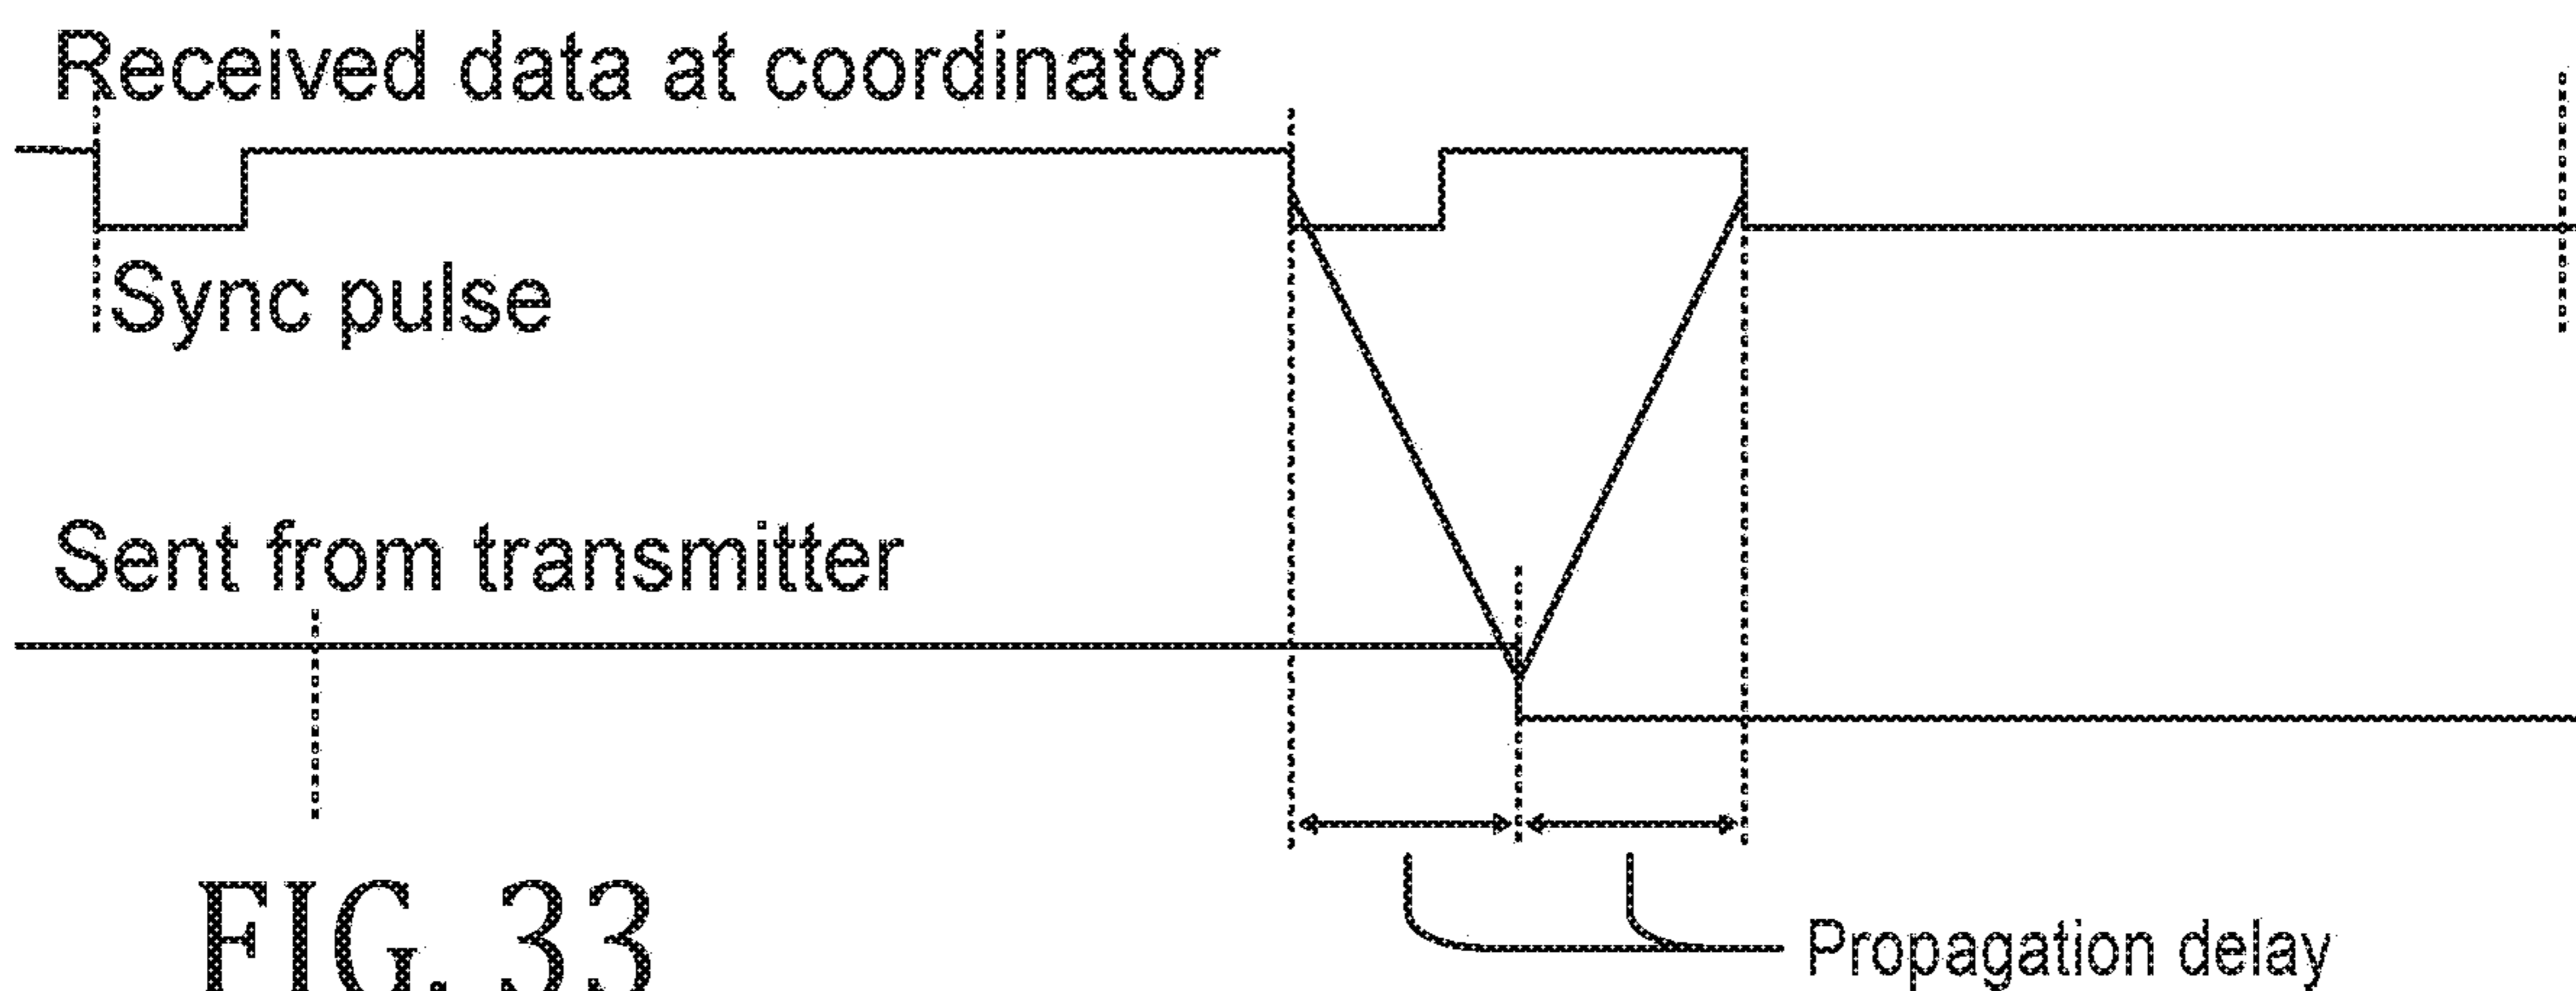 Received data at coordinator
Sync pulse
Sent from transmitter
Propagation delay
FIG. 33